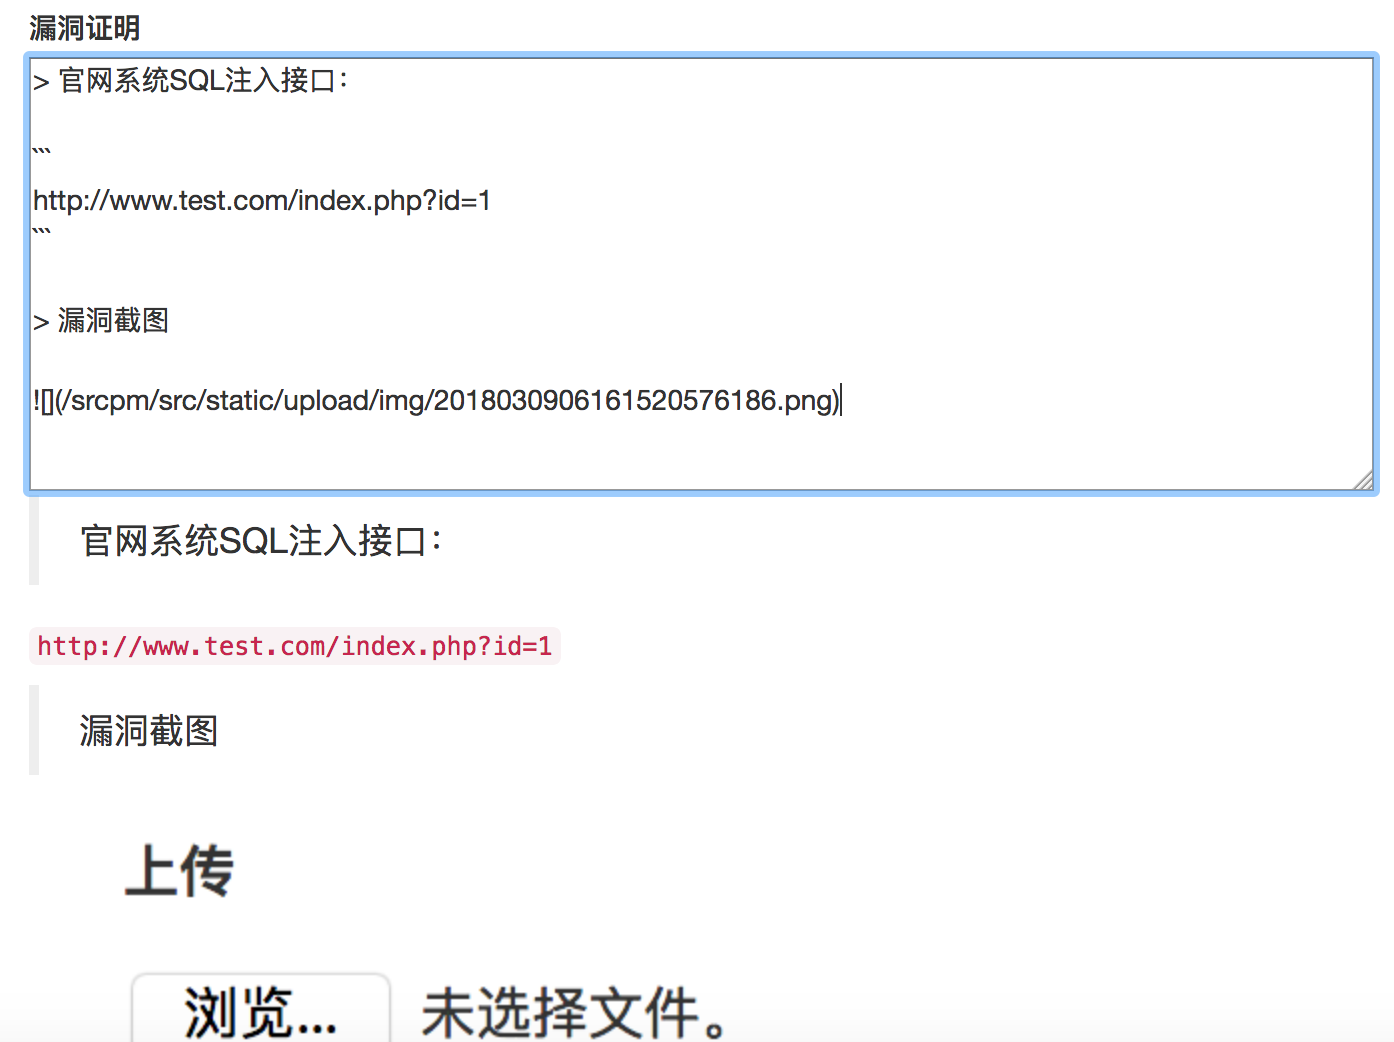 漏洞证明
> 官网系统SQL注入接口：
```
http://www.test.com/index.php?id=1
```
> 漏洞截图
![](/srcpm/src/static/upload/img/2018030906161520576186.png)
官网系统SQL注入接口：
http://www.test.com/index.php?id=1
漏洞截图
上传
浏览... 未选择文件。